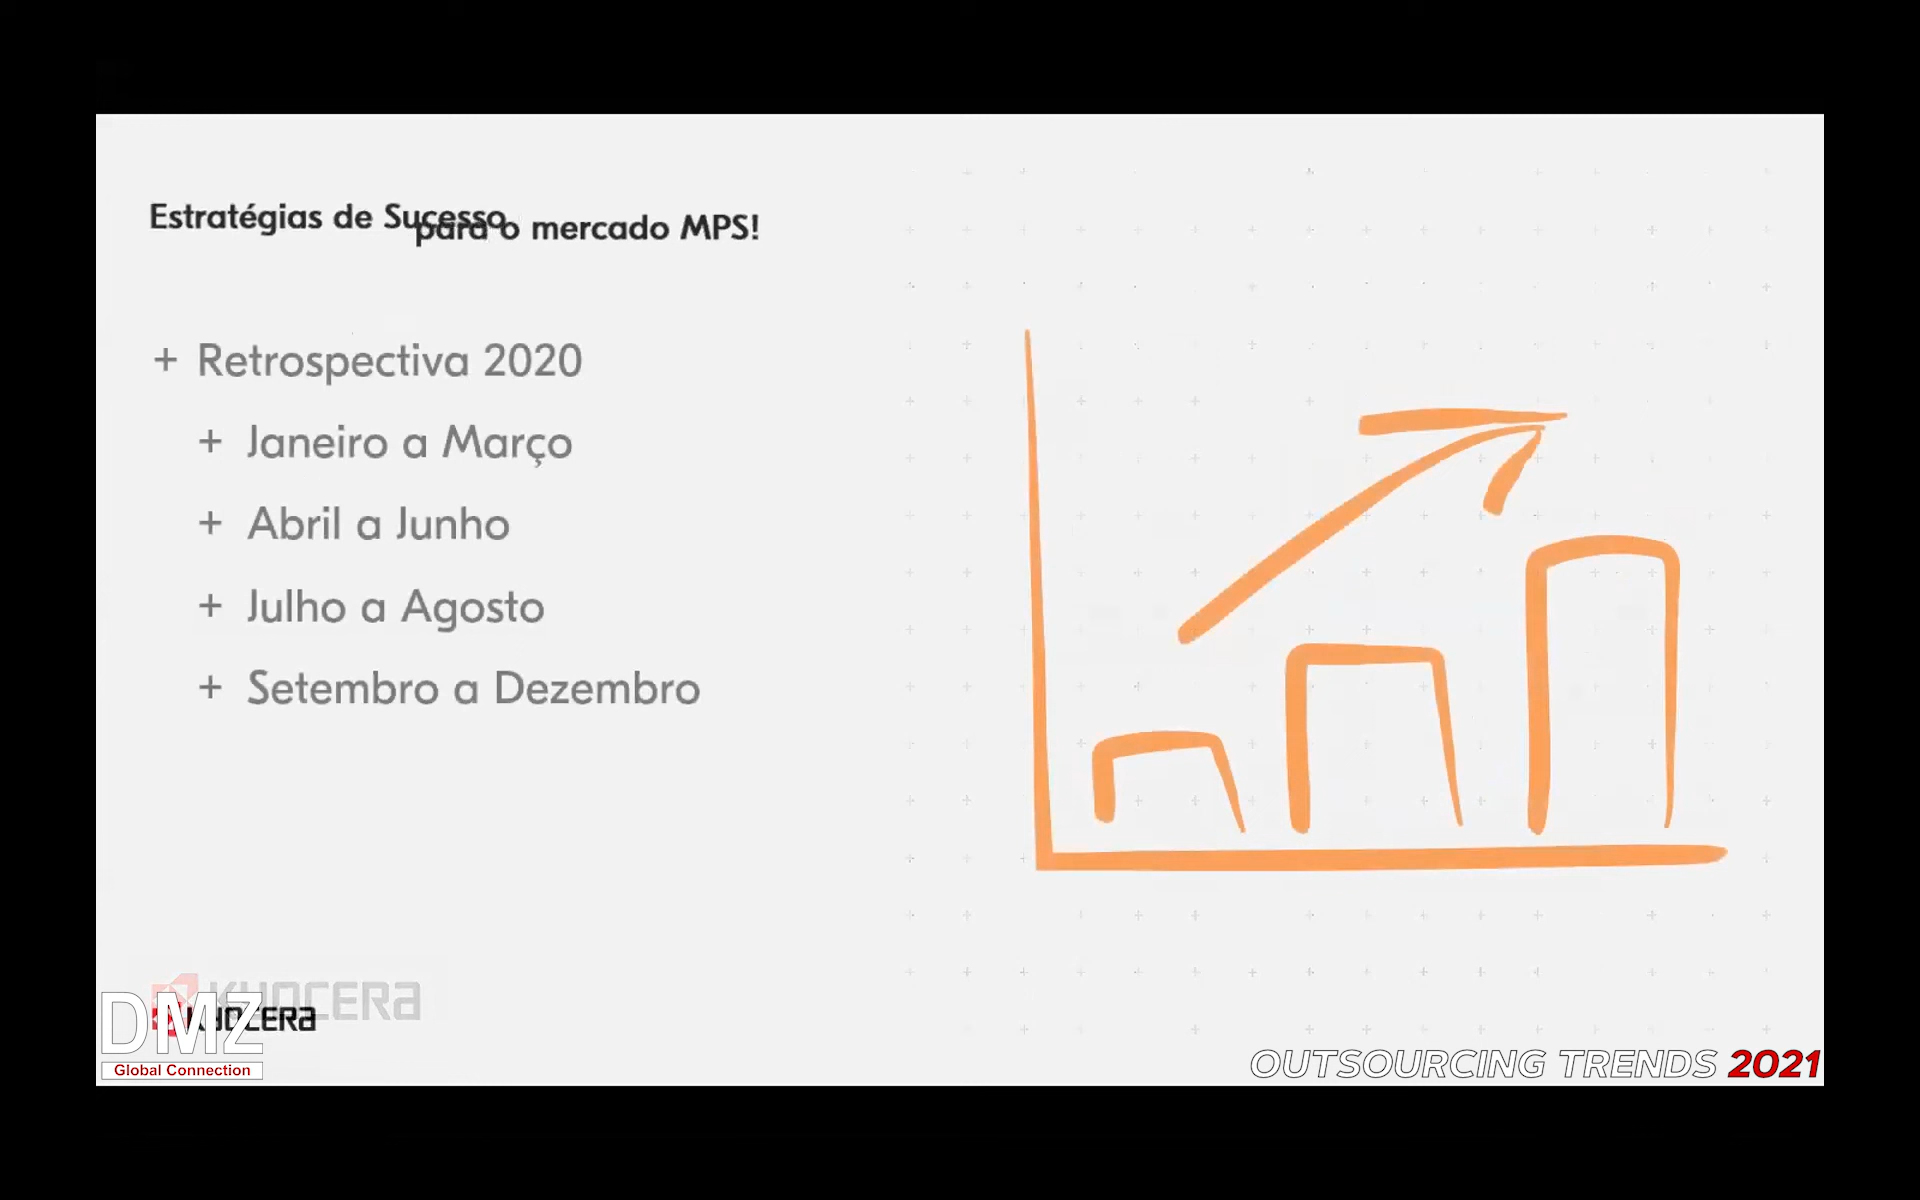 Estratégias de Sucesso
para o mercado MPS!
+ Retrospectiva 2020
+ Janeiro a Março
+ Abril a Junho
+ Julho a Agosto
+ Setembro a Dezembro
KYOCERA
KYOCERA
DMZ
Global Connection
OUTSOURCING TRENDS 2021